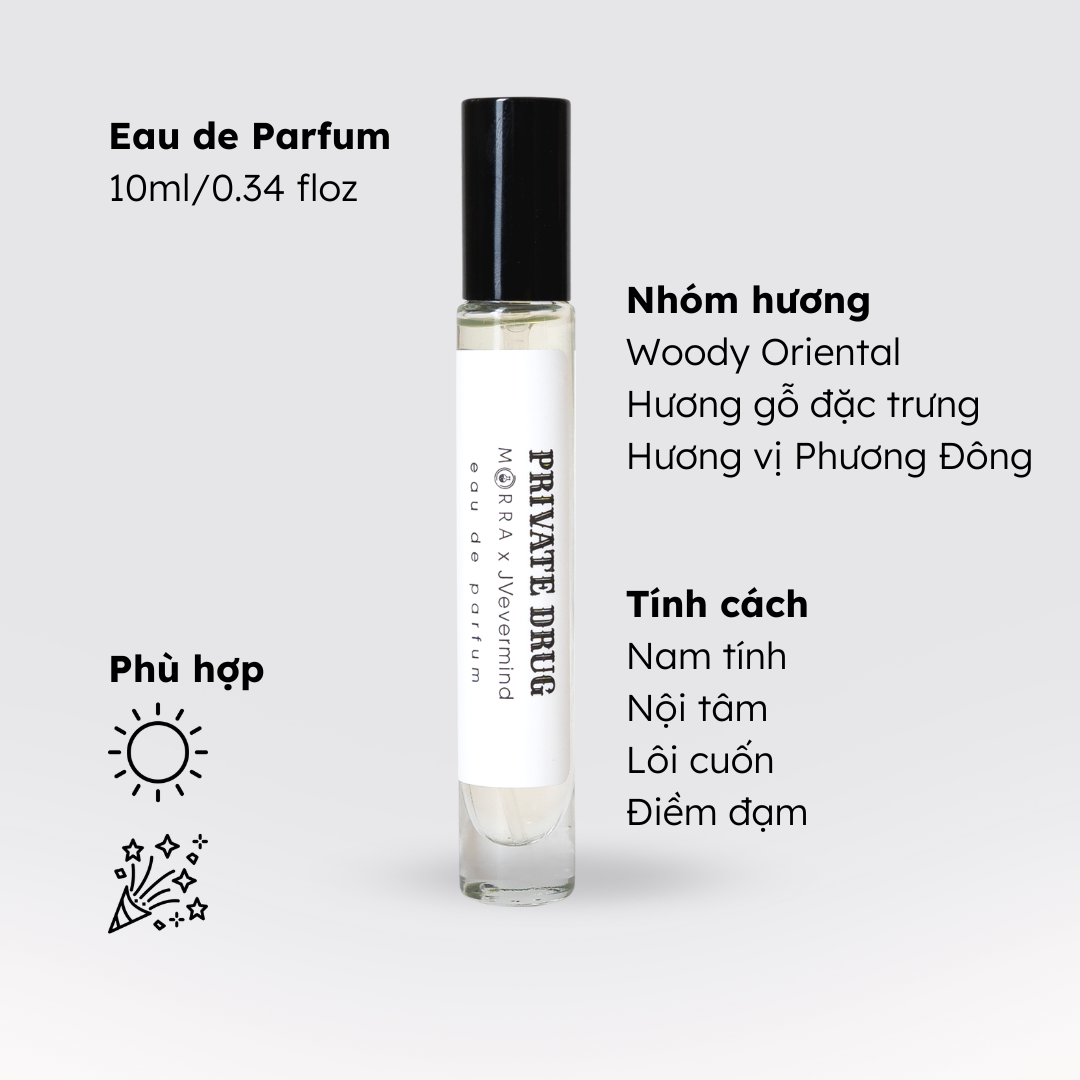 Eau de Parfum
10ml/0.34 floz
Nhóm hương
Woody Oriental
Hương gỗ đặc trưng
Hương vị Phương Đông
PRIVATE DRUG
MORRA x JVevermind
eau de parfum
Tính cách
Nam tính
Nội tâm
Lôi cuốn
Điềm đạm
Phù hợp